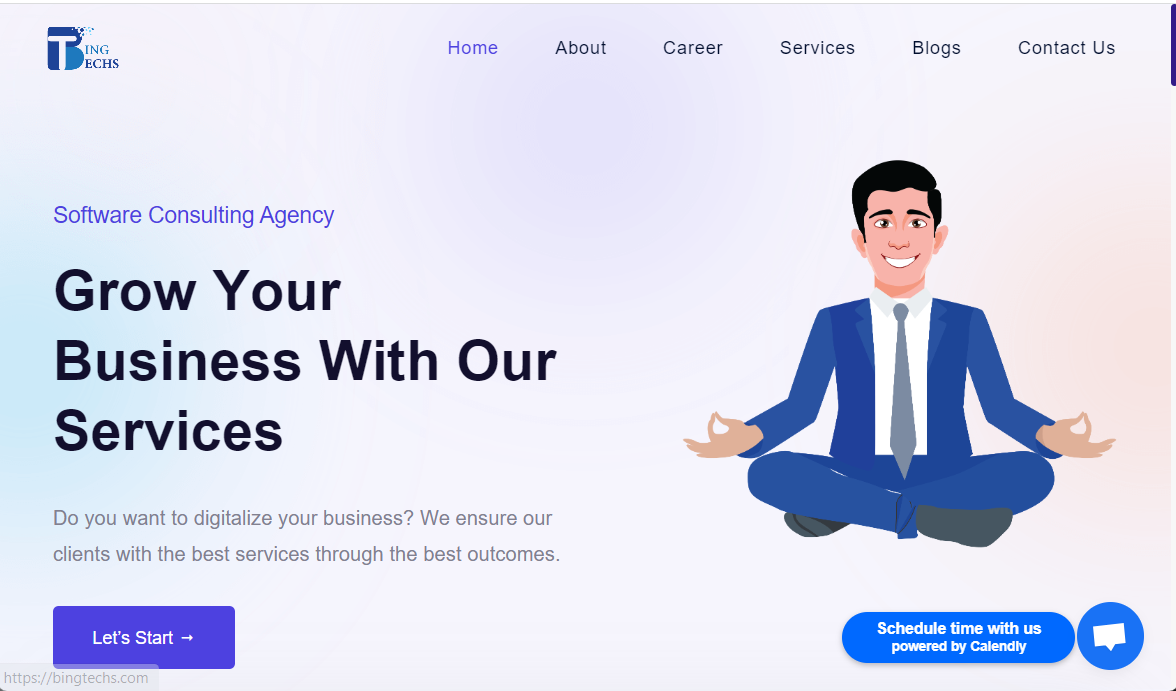 BING
TECHS
Home About Career Services Blogs Contact Us
Software Consulting Agency
Grow Your
Business With Our
Services
Do you want to digitalize your business? We ensure our
clients with the best services through the best outcomes.
Let’s Start →
Schedule time with us
powered by Calendly
https://bingtechs.com